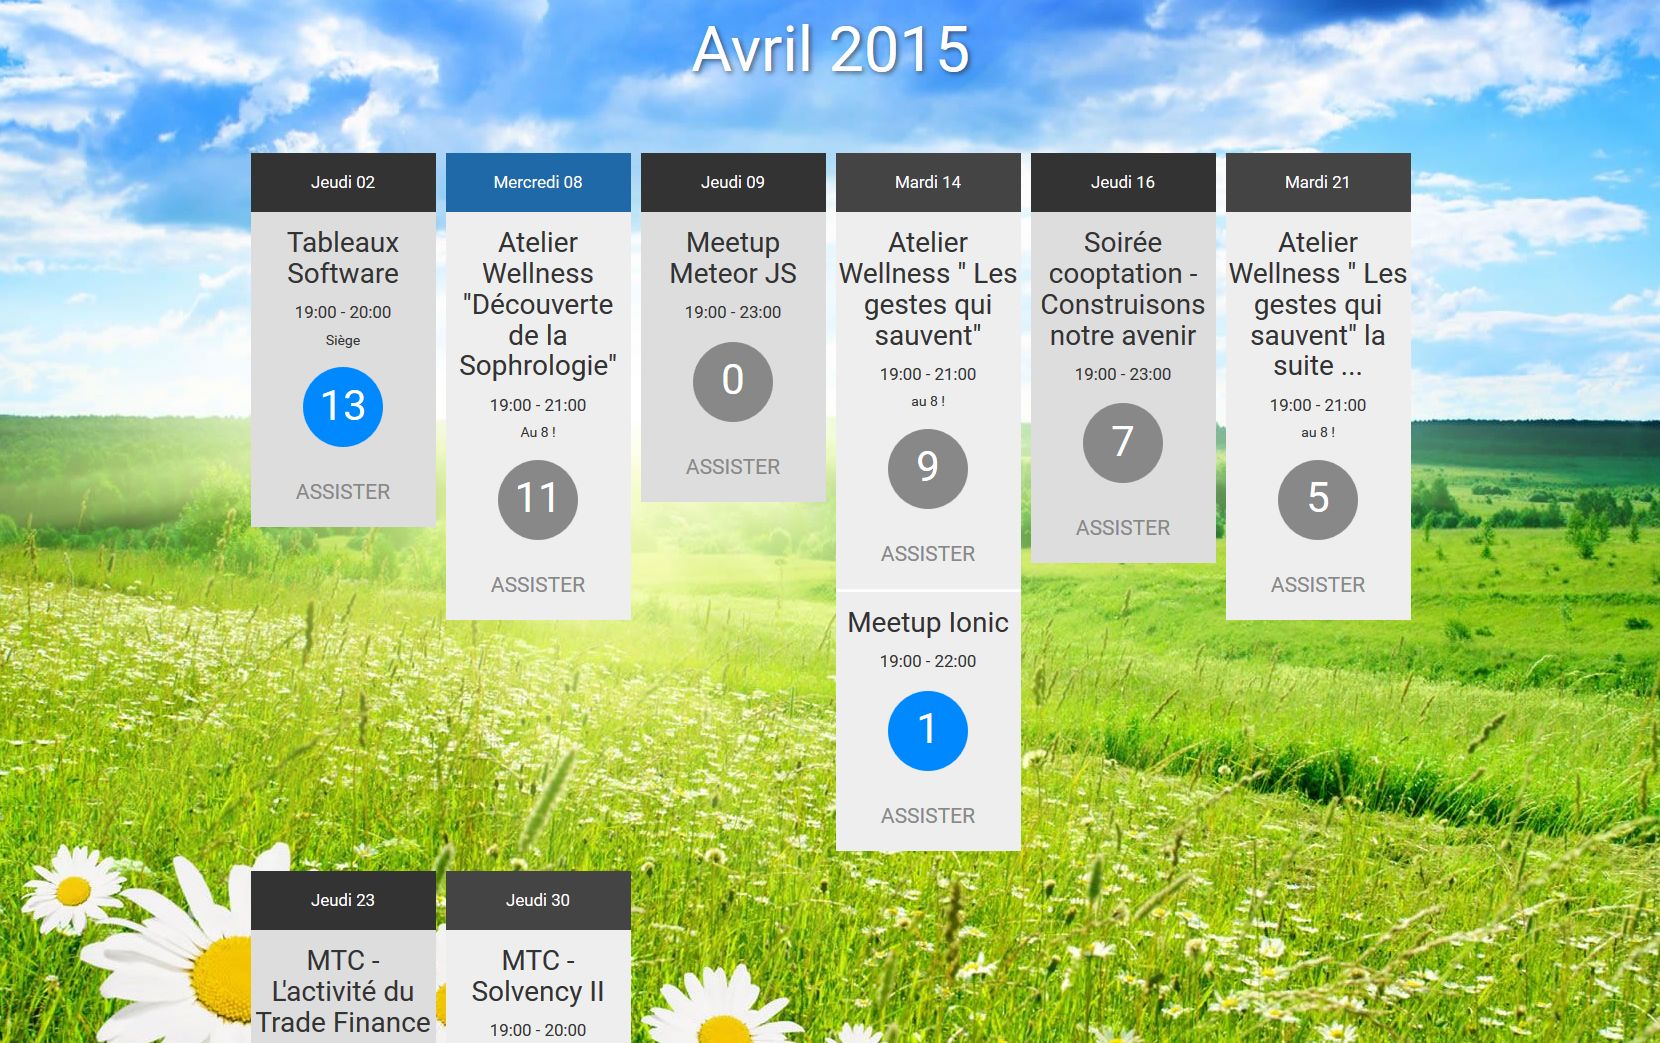 Avril 2015
Jeudi 02
Tableaux
Software
19:00 - 20:00
Siège
13
ASSISTER
Mercredi 08
Atelier
Wellness
"Découverte
de la
Sophrologie"
19:00 - 21:00
Au 8 !
11
ASSISTER
Jeudi 09
Meetup
Meteor JS
19:00 - 23:00
0
ASSISTER
Mardi 14
Atelier
Wellness " Les
gestes qui
sauvent"
19:00 - 21:00
au 8 !
9
ASSISTER
Meetup Ionic
19:00 - 22:00
1
ASSISTER
Jeudi 16
Soirée
cooptation -
Construisons
notre avenir
19:00 - 23:00
7
ASSISTER
Mardi 21
Atelier
Wellness " Les
gestes qui
sauvent" la
suite ...
19:00 - 21:00
au 8 !
5
ASSISTER
Jeudi 23
MTC -
L'activité du
Trade Finance
Jeudi 30
MTC -
Solvency II
19:00 - 20:00